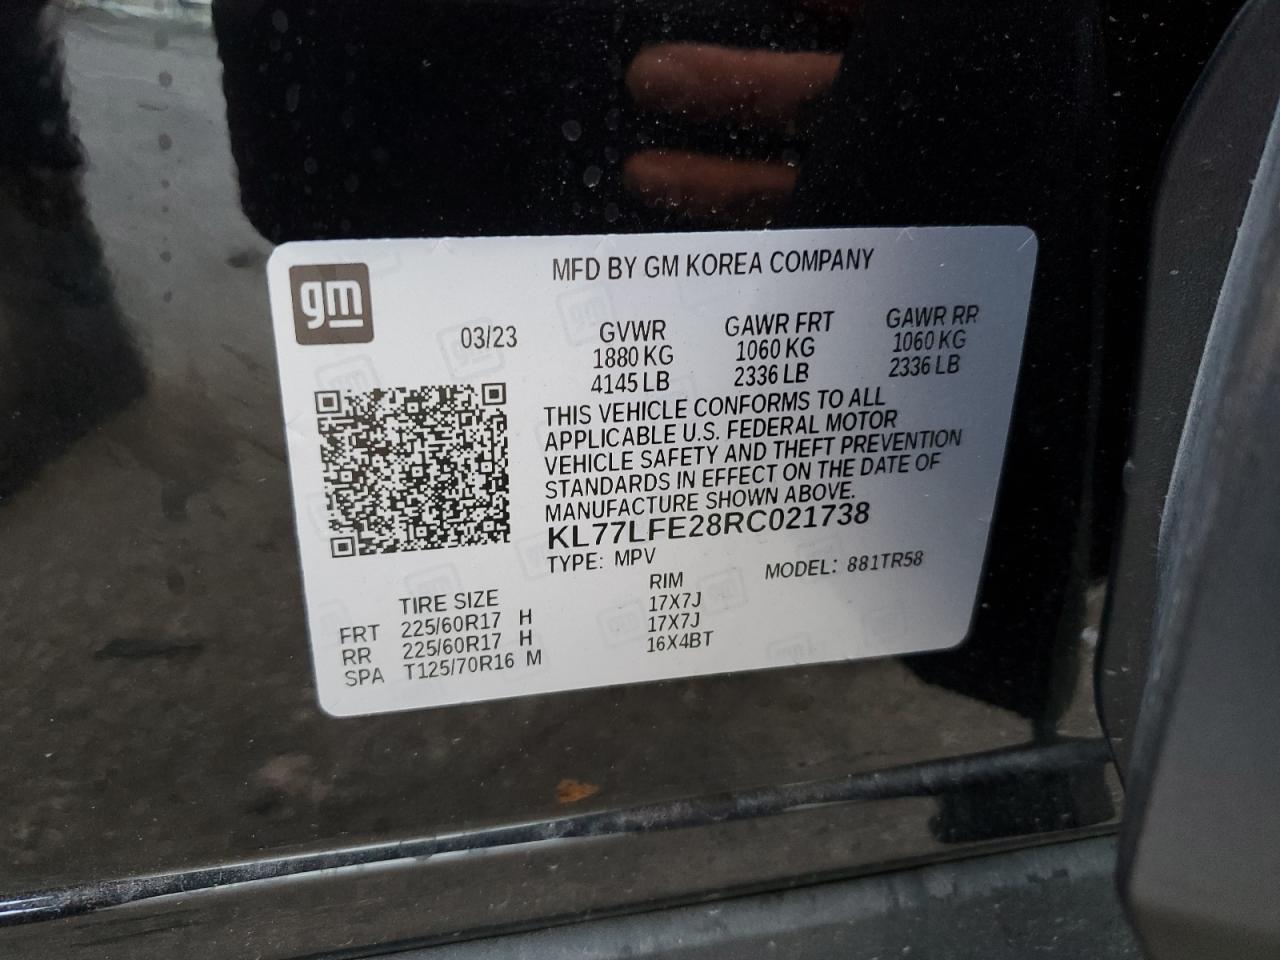 gm
MFD BY GM KOREA COMPANY
03/23 GVWR GAWR FRT GAWR RR
1880 KG 1060 KG 1060 KG
4145 LB 2336 LB 2336 LB
THIS VEHICLE CONFORMS TO ALL
APPLICABLE U.S. FEDERAL MOTOR
VEHICLE SAFETY AND THEFT PREVENTION
STANDARDS IN EFFECT ON THE DATE OF
MANUFACTURE SHOWN ABOVE.
KL77LFE28RC021738
TYPE: MPV MODEL: 881TR58
TIRE SIZE RIM
FRT 225/60R17 H 17X7J
RR 225/60R17 H 17X7J
SPA T125/70R16 M 16X4BT